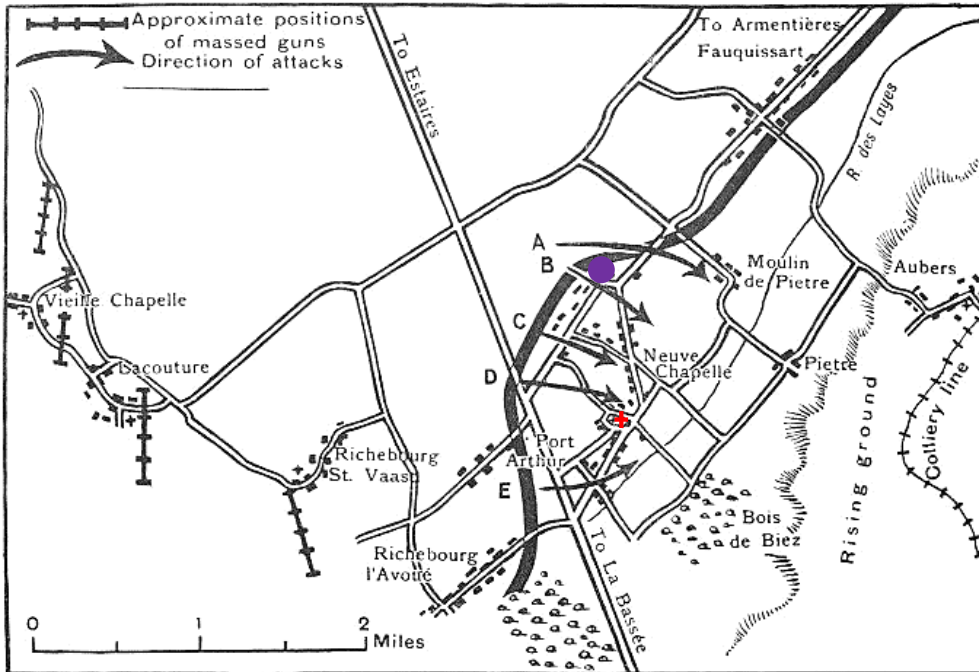 Approximate positions
of massed guns
Direction of attacks
To Estaires
To Armentières
Fauquissart
R. des Layes
A
B
Moulin
de Pietre
Aubers
Vieille Chapelle
C
Neuve
Chapelle
Lacouture
D
Pietre
Port
Arthur
Richebourg
St. Vaast
E
Bois
de Biez
Rising ground
Colliery line
Richebourg
l'Avoué
To La Bassée
0 1 2
Miles